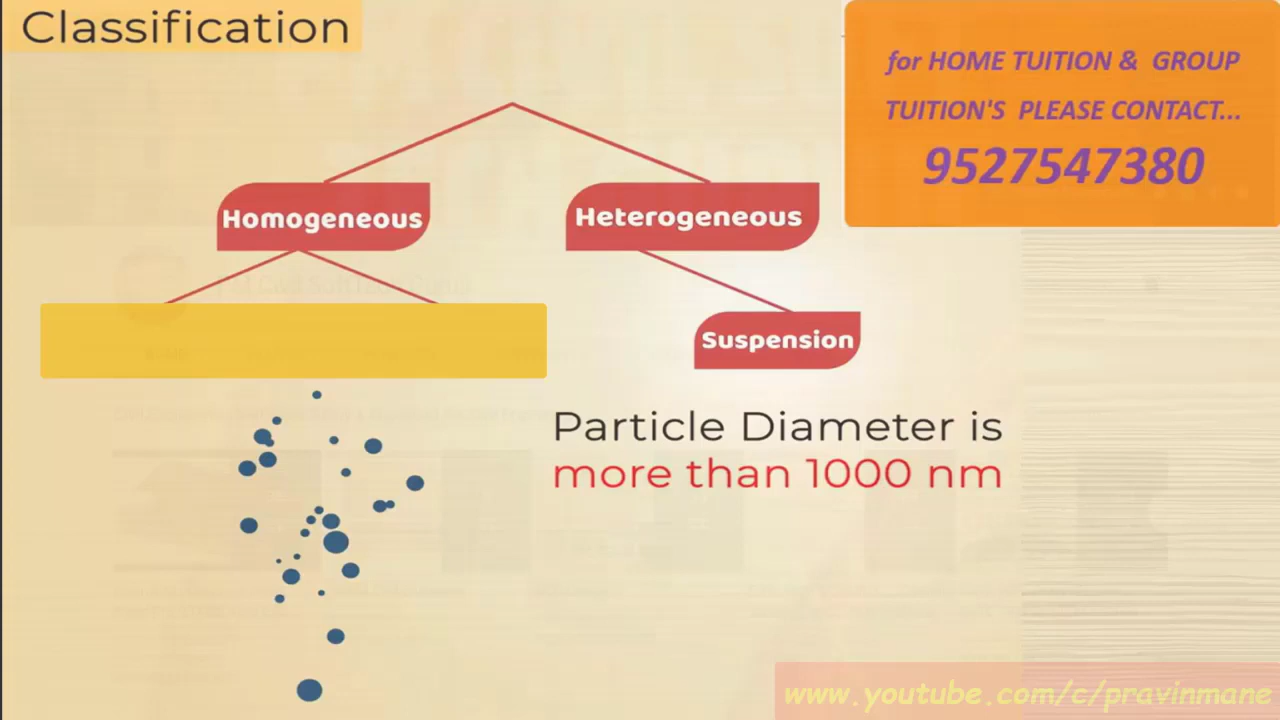 Classification
for HOME TUITION & GROUP
TUITION'S PLEASE CONTACT...
9527547380
Homogeneous
Heterogeneous
Suspension
Particle Diameter is
more than 1000 nm
www.youtube.com/c/pravinmane